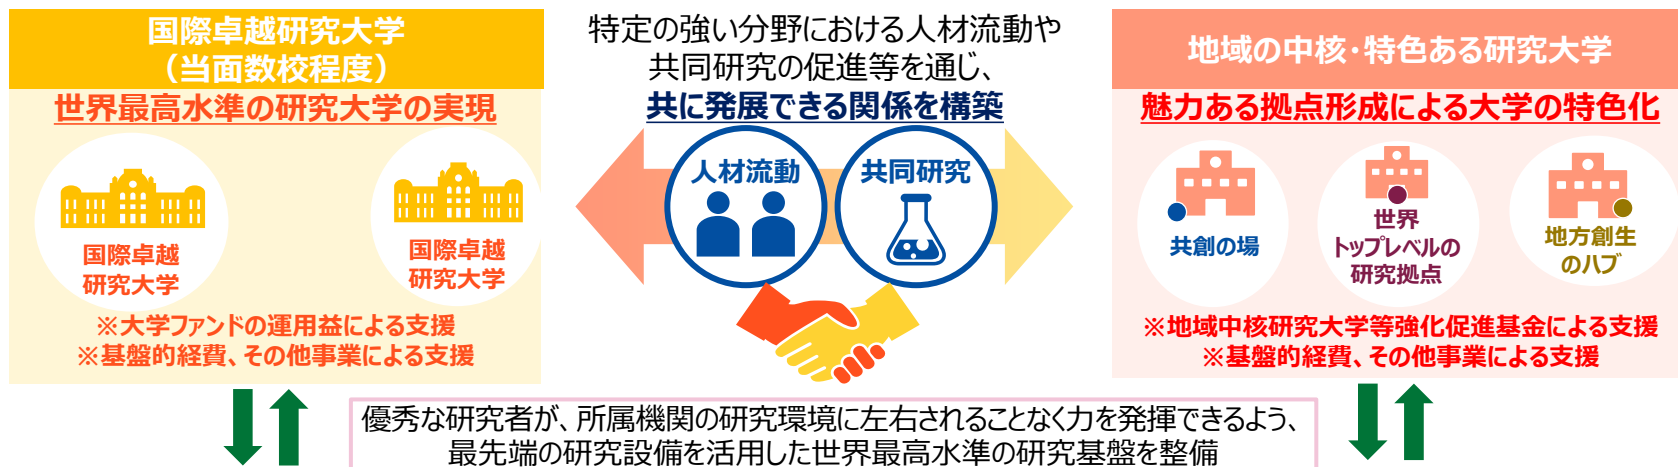 国際卓越研究大学
（当面数校程度）
世界最高水準の研究大学の実現
国際卓越
研究大学
国際卓越
研究大学
※大学ファンドの運用益による支援
※基盤的経費、その他事業による支援
特定の強い分野における人材流動や
共同研究の促進等を通じ、
共に発展できる関係を構築
人材流動
共同研究
地域の中核・特色ある研究大学
魅力ある拠点形成による大学の特色化
共創の場
世界
トップレベルの
研究拠点
地方創生
のハブ
※地域中核研究大学等強化促進基金による支援
※基盤的経費、その他事業による支援
優秀な研究者が、所属機関の研究環境に左右されることなく力を発揮できるよう、
最先端の研究設備を活用した世界最高水準の研究基盤を整備